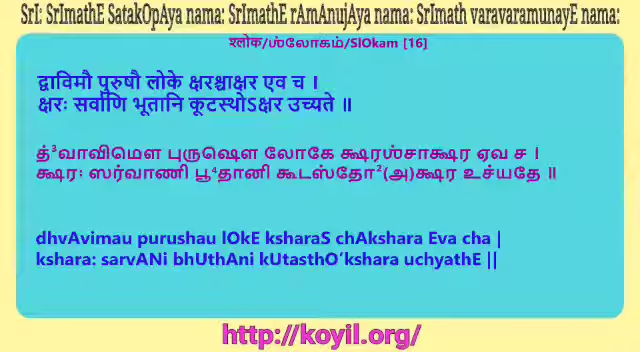 SrI: SrImathE SatakOpAya nama: SrImathE rAmAnujAya nama: SrImath varavaramunayE nama:
श्लोक/ஶ்லோகம்/SlOkam [16]
द्वाविमौ पुरुषौ लोके क्षरश्चाक्षर एव च ।
क्षरः सर्वाणि भूतानि कूटस्थोऽक्षर उच्यते ॥
த்³வாவிமௌ புருஷௌ லோகே க்ஷரஶ்சாக்ஷர ஏவ ச ।
க்ஷர: ஸர்வாணி பூ⁴தானி கூடஸ்தோ²(அ)க்ஷர உச்யதே ॥
dhvAvimau purushau lOkE ksharaS chAkshara Eva cha |
kshara: sarvANi bhUthAni kUtasthO’kshara uchyathE ||
http://koyil.org/